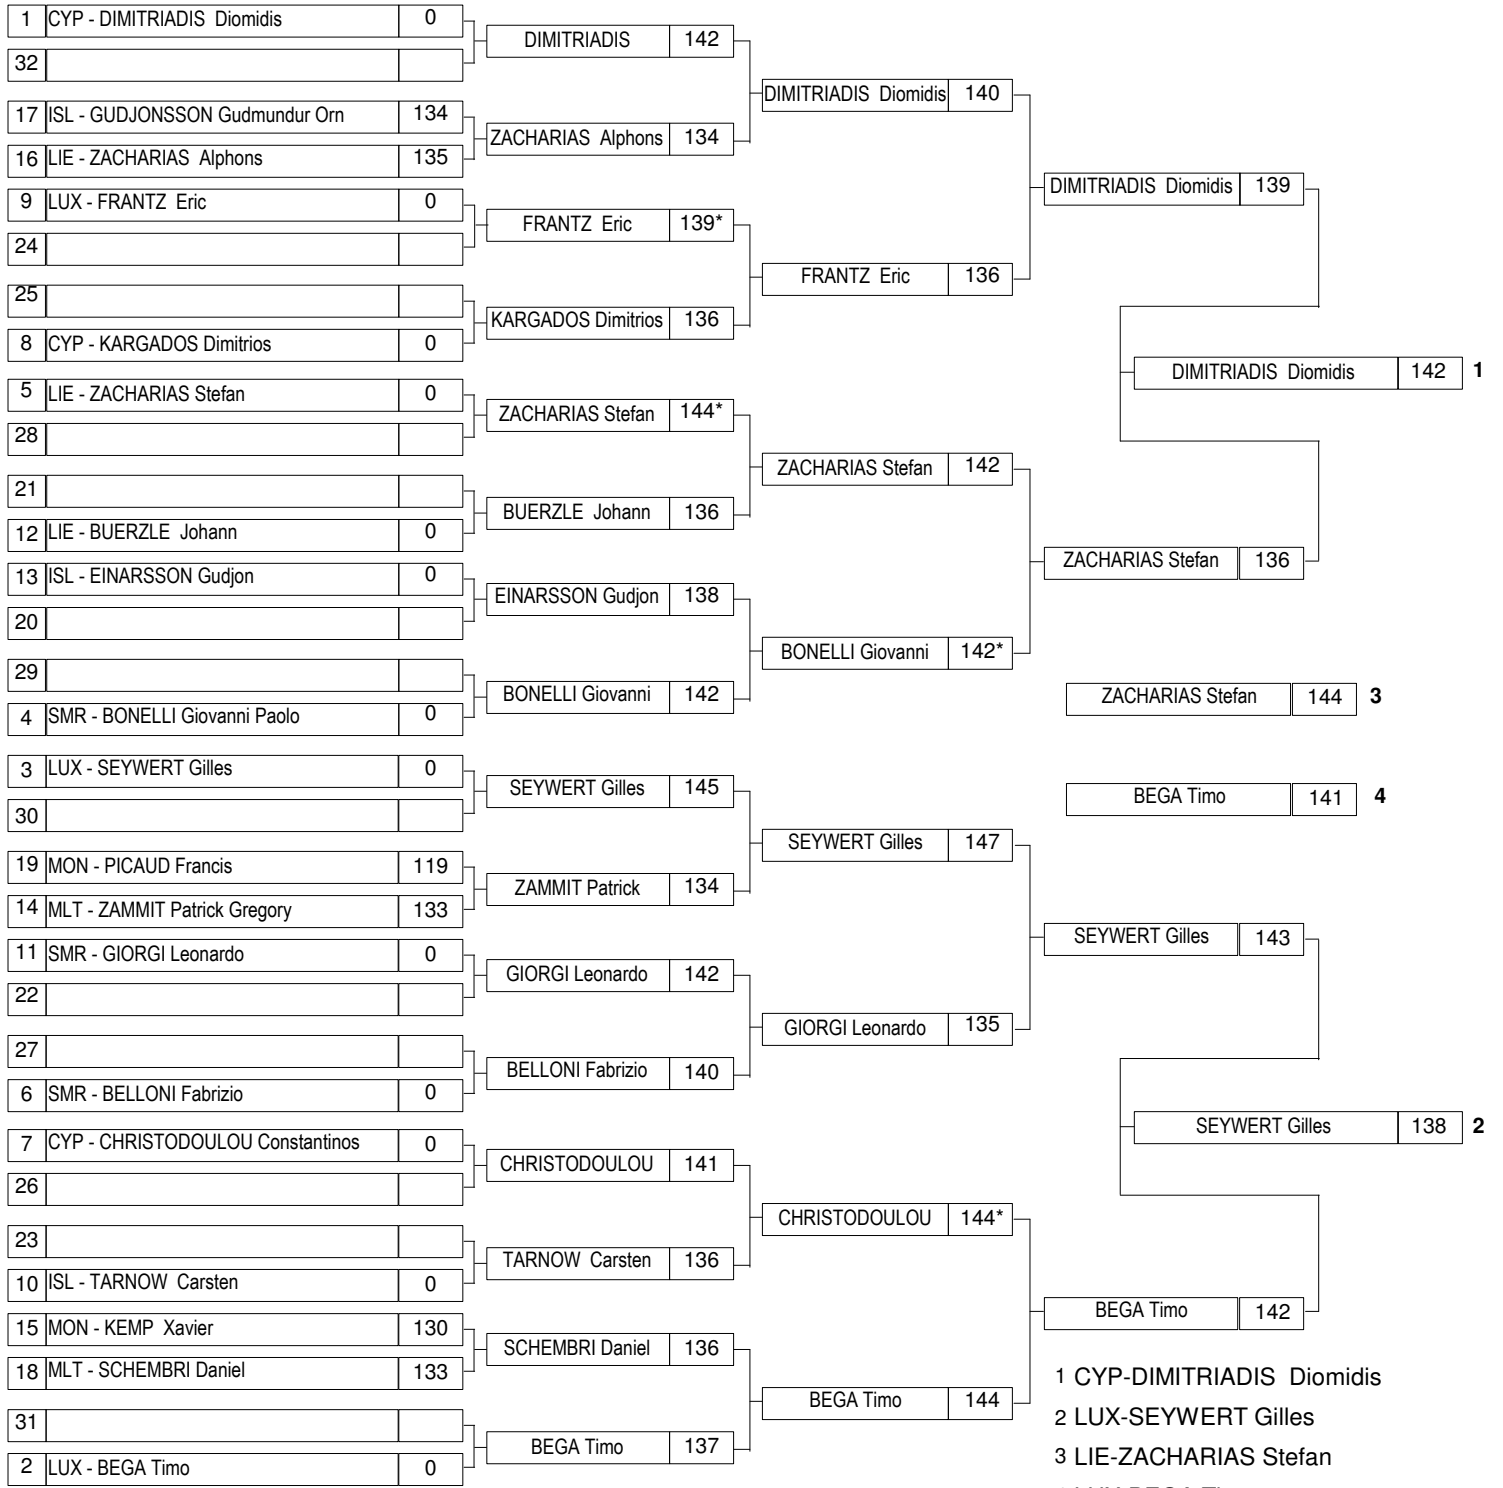 1 CYP - DIMITRIADIS Diomidis 0
32
DIMITRIADIS 142
17 ISL - GUDJONSSON Gudmundur Orn 134
16 LIE - ZACHARIAS Alphons 135
ZACHARIAS Alphons 134
DIMITRIADIS Diomidis 140
9 LUX - FRANTZ Eric 0
24
FRANTZ Eric 139*
25
8 CYP - KARGADOS Dimitrios 0
KARGADOS Dimitrios 136
FRANTZ Eric 136
DIMITRIADIS Diomidis 139
5 LIE - ZACHARIAS Stefan 0
28
ZACHARIAS Stefan 144*
21
12 LIE - BUERZLE Johann 0
BUERZLE Johann 136
ZACHARIAS Stefan 142
13 ISL - EINARSSON Gudjon 0
20
EINARSSON Gudjon 138
29
4 SMR - BONELLI Giovanni Paolo 0
BONELLI Giovanni 142
BONELLI Giovanni 142*
ZACHARIAS Stefan 136
DIMITRIADIS Diomidis 142 1
ZACHARIAS Stefan 144 3
BEGA Timo 141 4
3 LUX - SEYWERT Gilles 0
30
SEYWERT Gilles 145
19 MON - PICAUD Francis 119
14 MLT - ZAMMIT Patrick Gregory 133
ZAMMIT Patrick 134
SEYWERT Gilles 147
11 SMR - GIORGI Leonardo 0
22
GIORGI Leonardo 142
27
6 SMR - BELLONI Fabrizio 0
BELLONI Fabrizio 140
GIORGI Leonardo 135
SEYWERT Gilles 143
7 CYP - CHRISTODOULOU Constantinos 0
26
CHRISTODOULOU 141
23
10 ISL - TARNOW Carsten 0
TARNOW Carsten 136
CHRISTODOULOU 144*
15 MON - KEMP Xavier 130
18 MLT - SCHEMBRI Daniel 133
SCHEMBRI Daniel 136
31
2 LUX - BEGA Timo 0
BEGA Timo 137
BEGA Timo 144
BEGA Timo 142
SEYWERT Gilles 138 2
1 CYP-DIMITRIADIS Diomidis
2 LUX-SEYWERT Gilles
3 LIE-ZACHARIAS Stefan